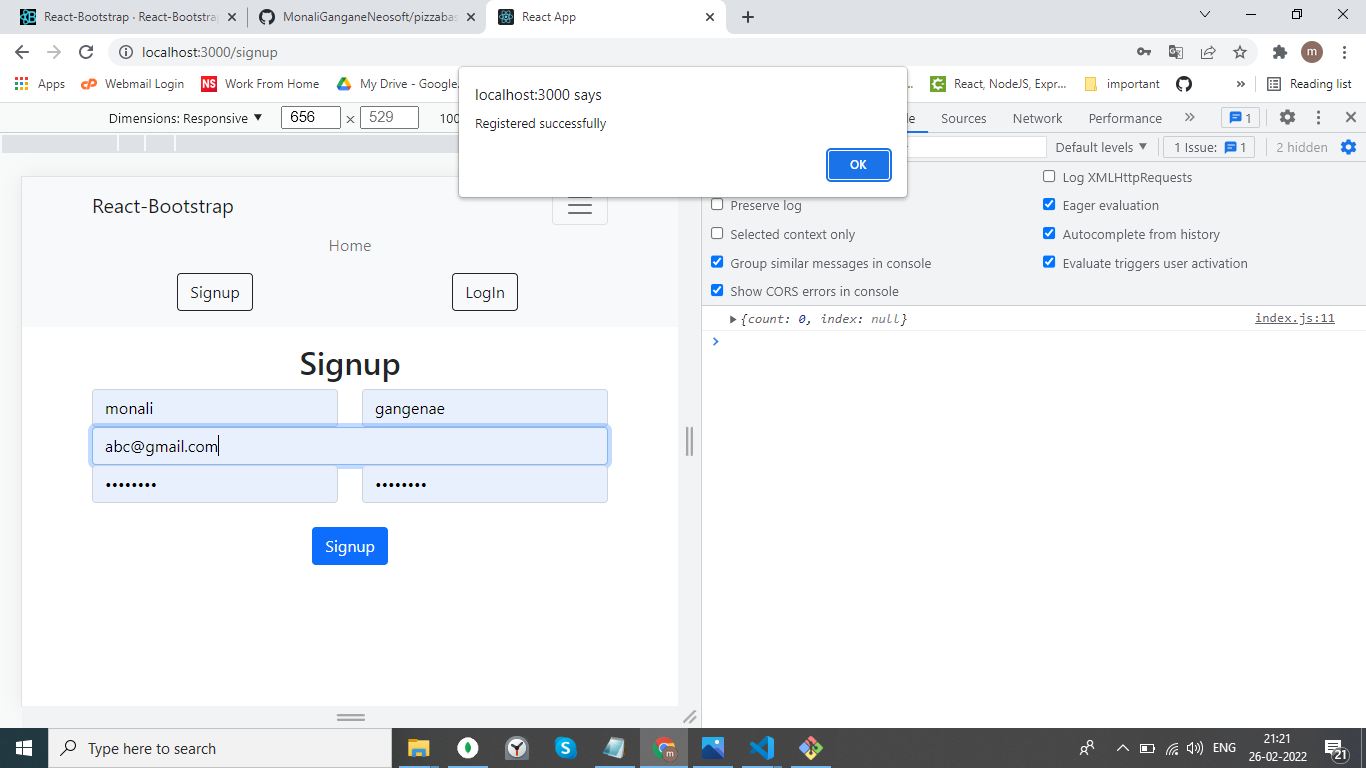 React-Bootstrap · React-Bootstrap
MonaliGanganeNeosoft/pizzabas
React App
localhost:3000/signup
m
Apps
Webmail Login
NS Work From Home
My Drive - Google
React, NodeJS, Expr...
important
»
Reading list
localhost:3000 says
Registered successfully
OK
Dimensions: Responsive ▼ 656 × 529 100
Sources Network Performance » 1
Default levels ▼ 1 Issue: 1 2 hidden
Log XMLHttpRequests
Preserve log Eager evaluation
Selected context only Autocomplete from history
Group similar messages in console Evaluate triggers user activation
Show CORS errors in console
▶{count: 0, index: null} index.js:11
React-Bootstrap
Home
Signup LogIn
Signup
monali gangenae
abc@gmail.com
•••••••• ••••••••
Signup
Type here to search
ENG
21:21
26-02-2022
21